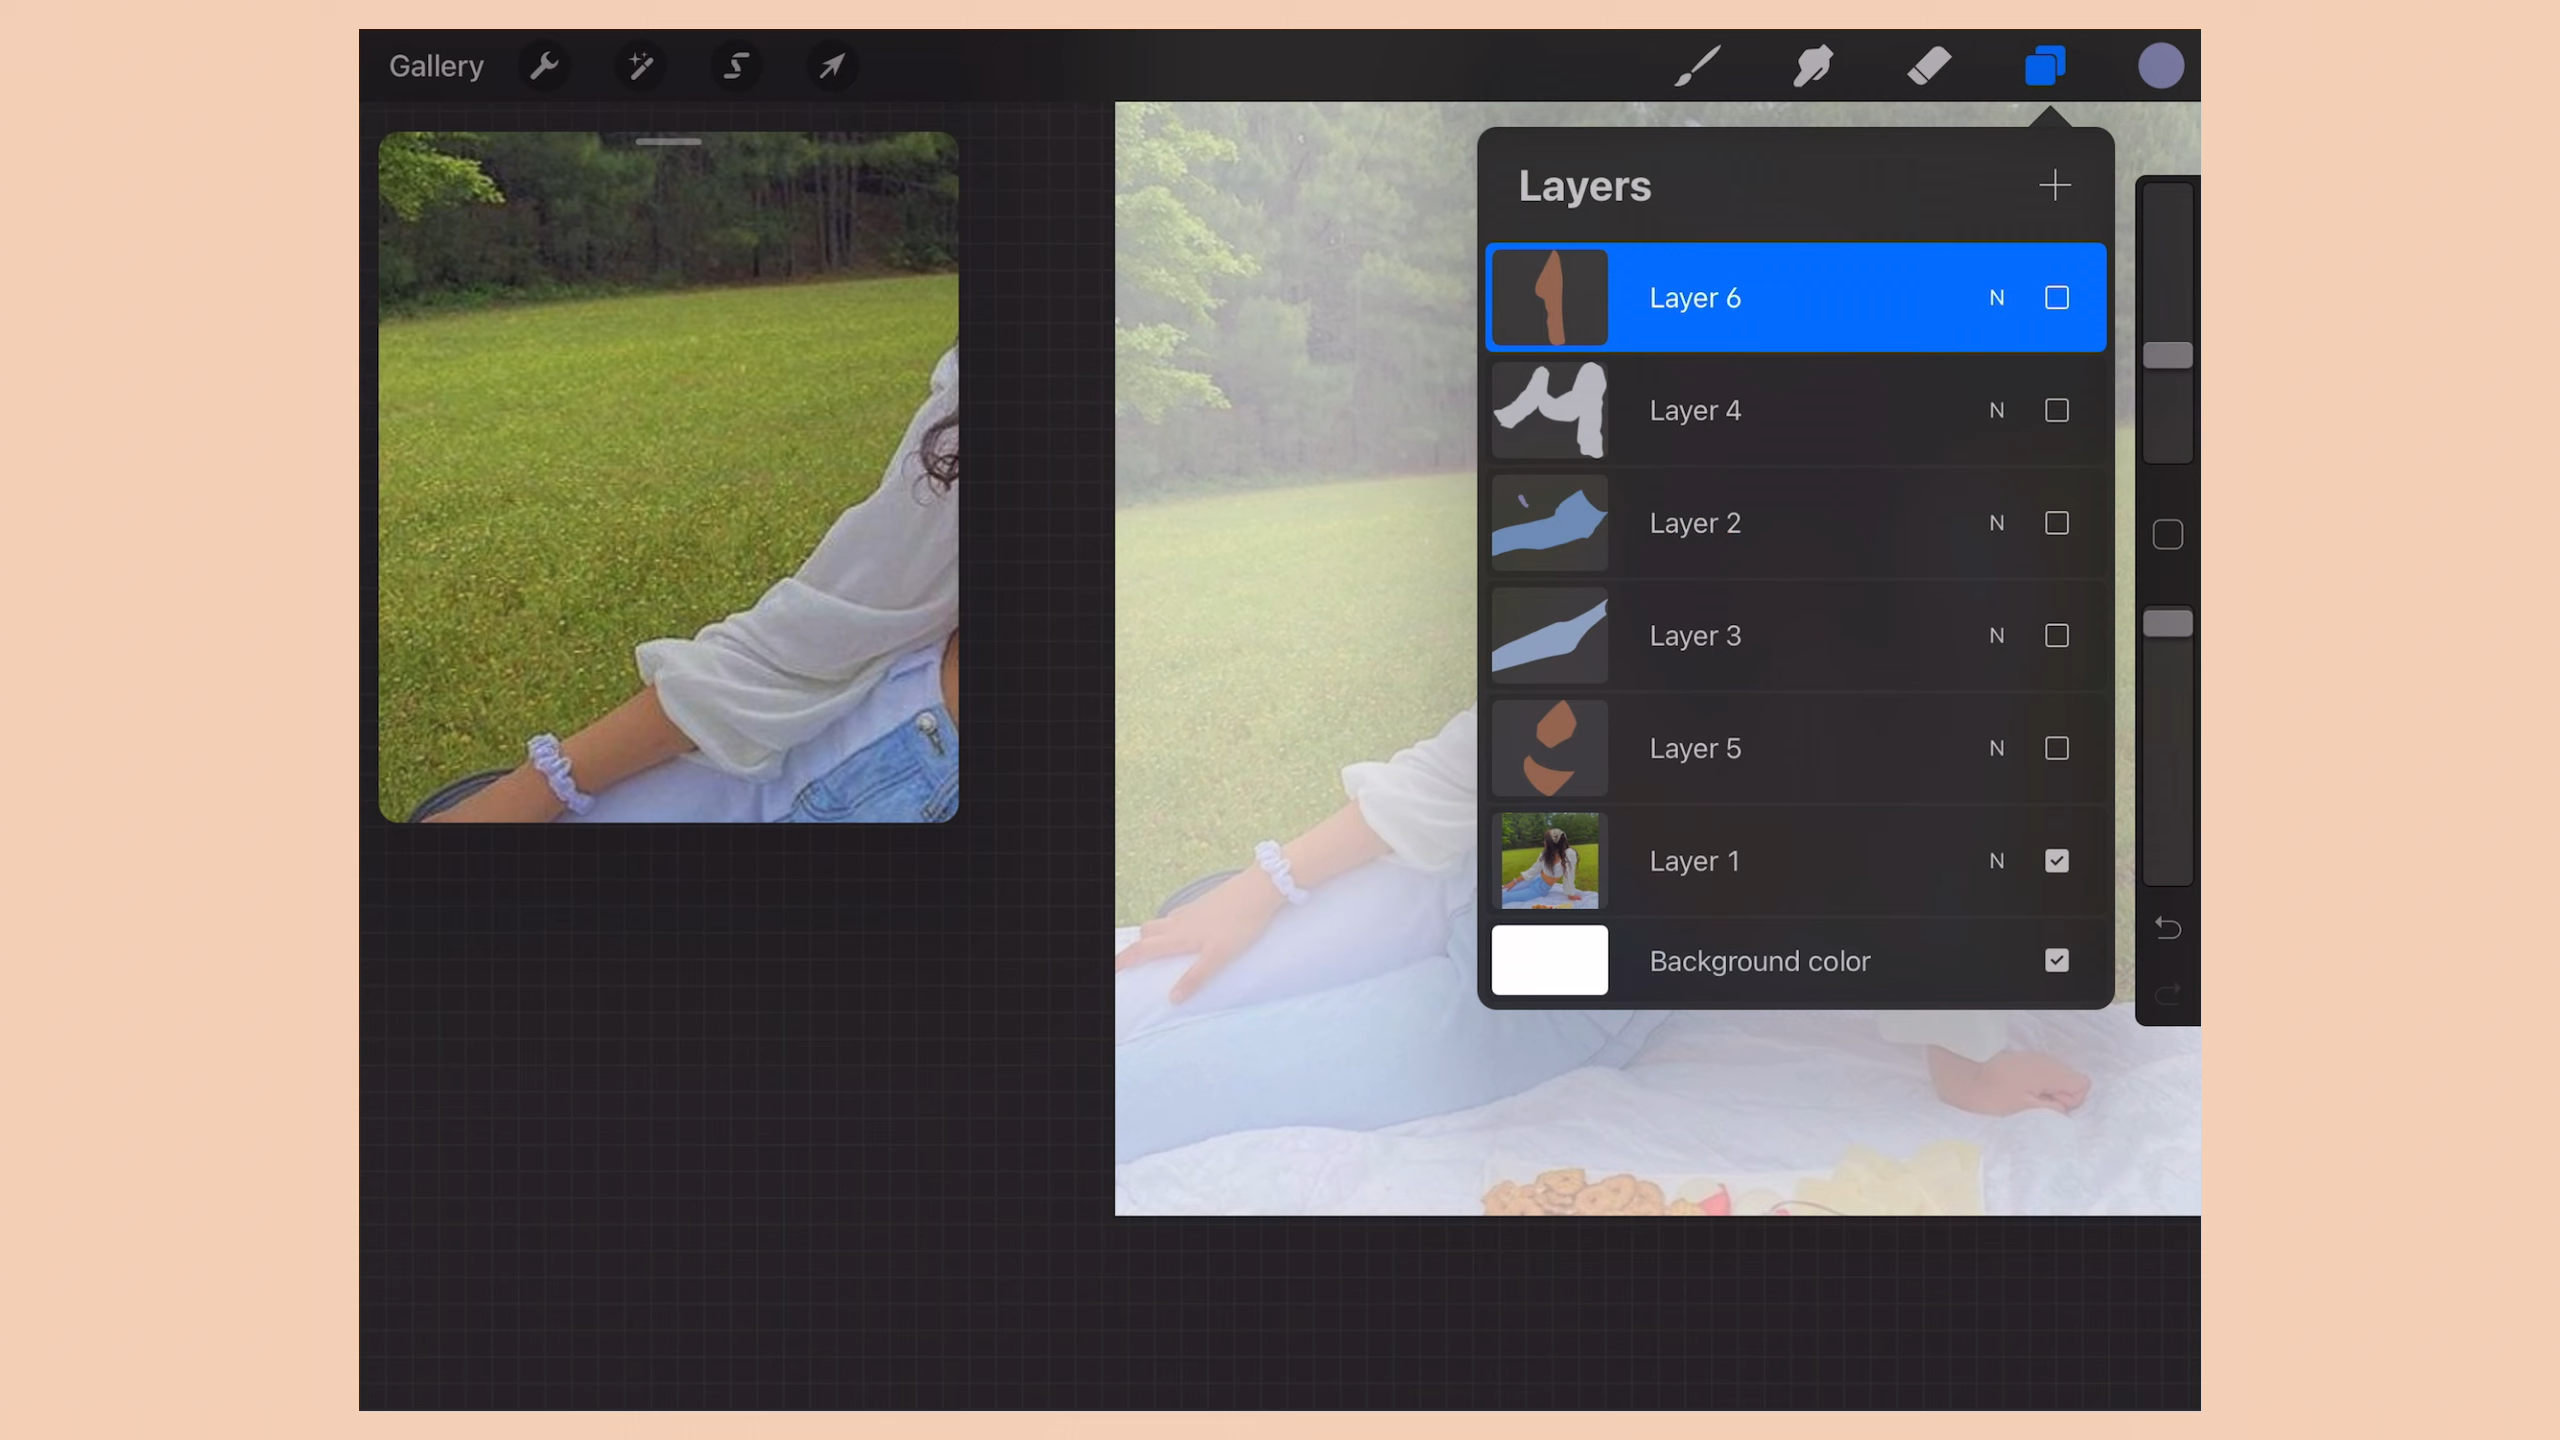 Gallery
Layers
Layer 6 N
Layer 4 N
Layer 2 N
Layer 3 N
Layer 5 N
Layer 1 N
Background color